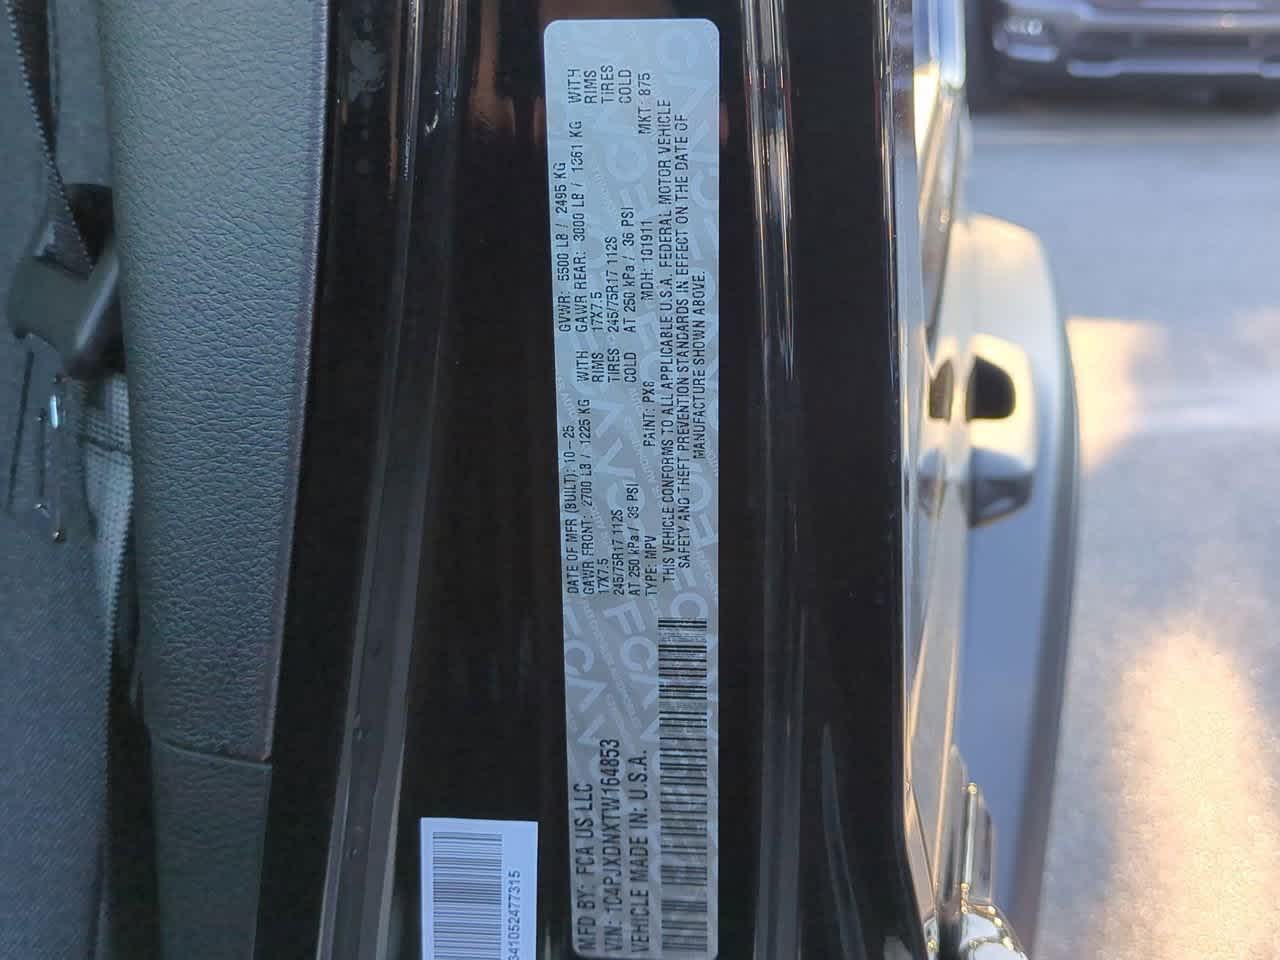 MFD BY: FCA US LLC
VIN: 1C4PJXDNXTW164853
VEHICLE MADE IN: U.S.A.
DATE OF MFR (BUILT): 10-25 GVWR: 5500 LB / 2495 KG
GAWR FRONT: 2700 LB / 1225 KG WITH GAWR REAR: 3000 LB / 1361 KG WITH
17X7.5 RIMS 17X7.5 RIMS
245/75R17 112S TIRES 245/75R17 112S TIRES
AT 250 kPa / 36 PSI COLD AT 250 kPa / 36 PSI COLD
TYPE: MPV PAINT: PX8 MDH: 101911 MKT: 875
THIS VEHICLE CONFORMS TO ALL APPLICABLE U.S.A. FEDERAL MOTOR VEHICLE
SAFETY AND THEFT PREVENTION STANDARDS IN EFFECT ON THE DATE OF
MANUFACTURE SHOWN ABOVE.
41052477315